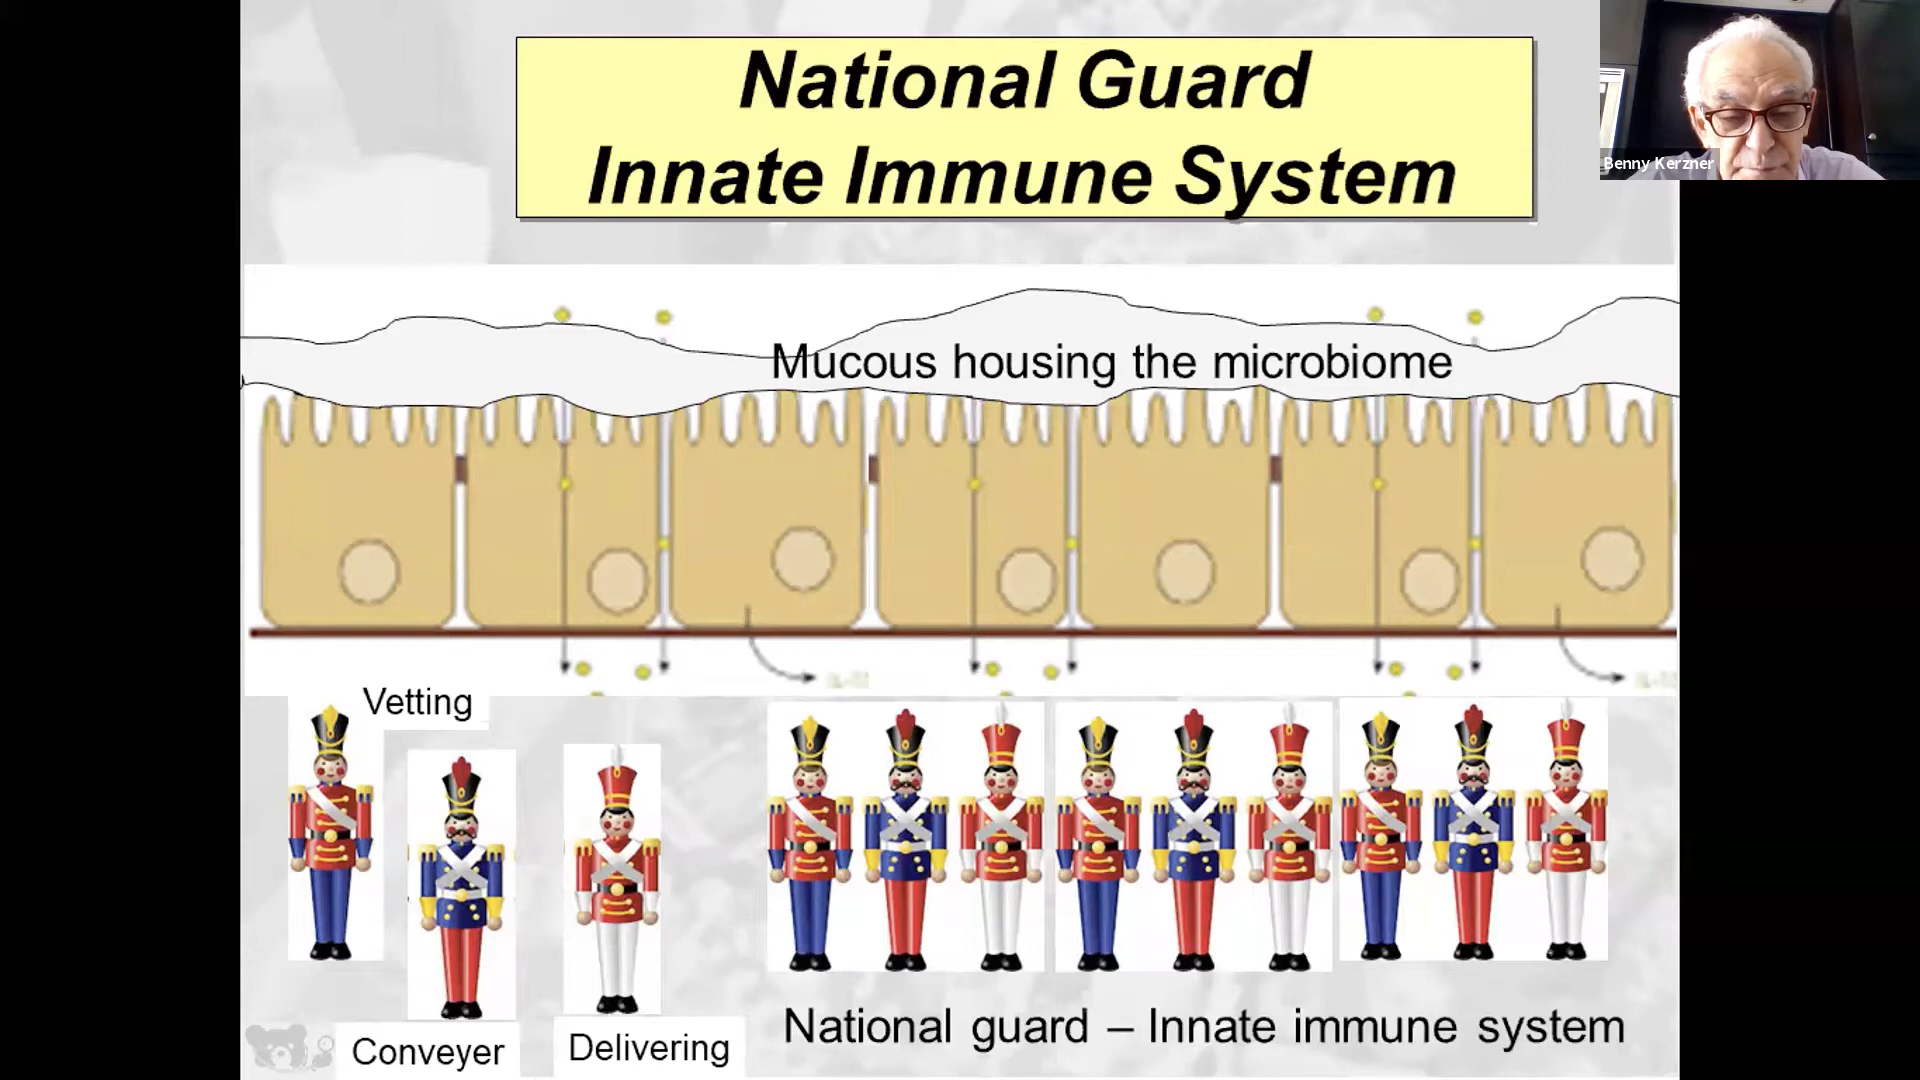 National Guard
Innate Immune System
Benny Kerzner
Mucous housing the microbiome
Vetting
Conveyer
Delivering
National guard – Innate immune system